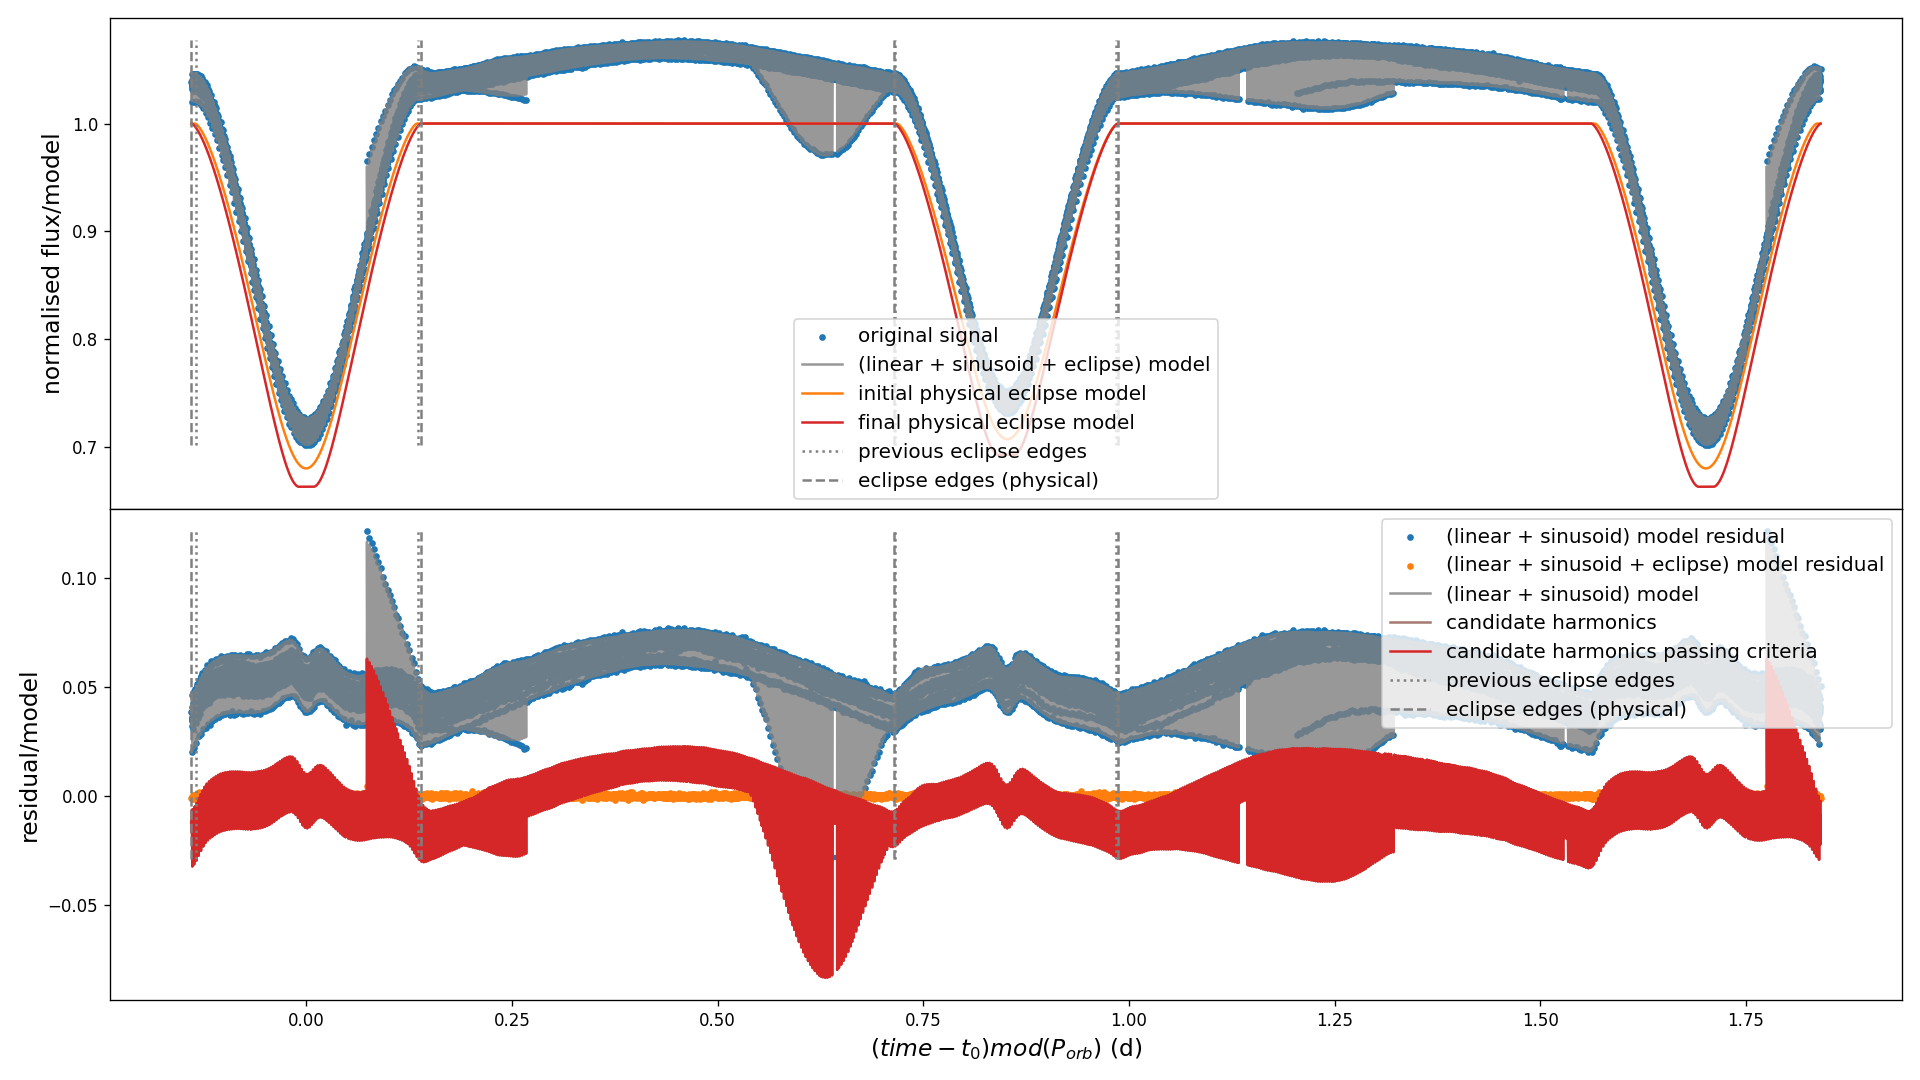 normalised flux/model
1.0
0.9
0.8
0.7
original signal
(linear + sinusoid + eclipse) model
initial physical eclipse model
final physical eclipse model
previous eclipse edges
eclipse edges (physical)
residual/model
0.10
0.05
0.00
−0.05
(linear + sinusoid) model residual
(linear + sinusoid + eclipse) model residual
(linear + sinusoid) model
candidate harmonics
candidate harmonics passing criteria
previous eclipse edges
eclipse edges (physical)
0.00 0.25 0.50 0.75 1.00 1.25 1.50 1.75
(time − t₀)mod(P_orb) (d)